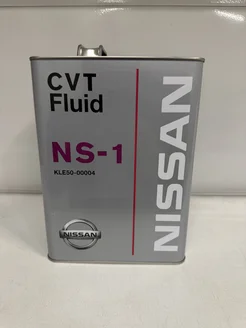 CVT
Fluid
NS-1
KLE50-00004
NISSAN
NISSAN